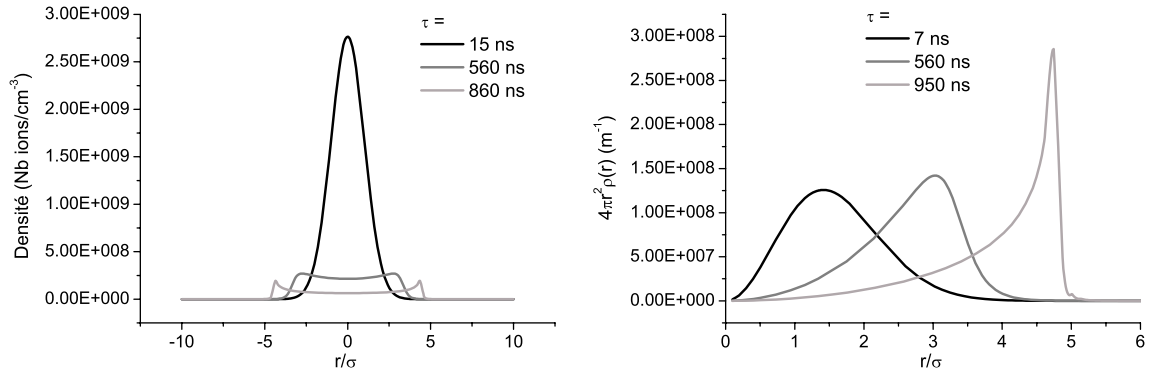 τ =
15 ns
560 ns
860 ns
Densité (Nb ions/cm⁻³)
3.00E+009
2.50E+009
2.00E+009
1.50E+009
1.00E+009
5.00E+008
0.00E+000
-10 -5 0 5 10
r/σ
τ =
7 ns
560 ns
950 ns
4πr²ρ(r) (m⁻¹)
3.00E+008
2.50E+008
2.00E+008
1.50E+008
1.00E+008
5.00E+007
0.00E+000
0 1 2 3 4 5 6
r/σ